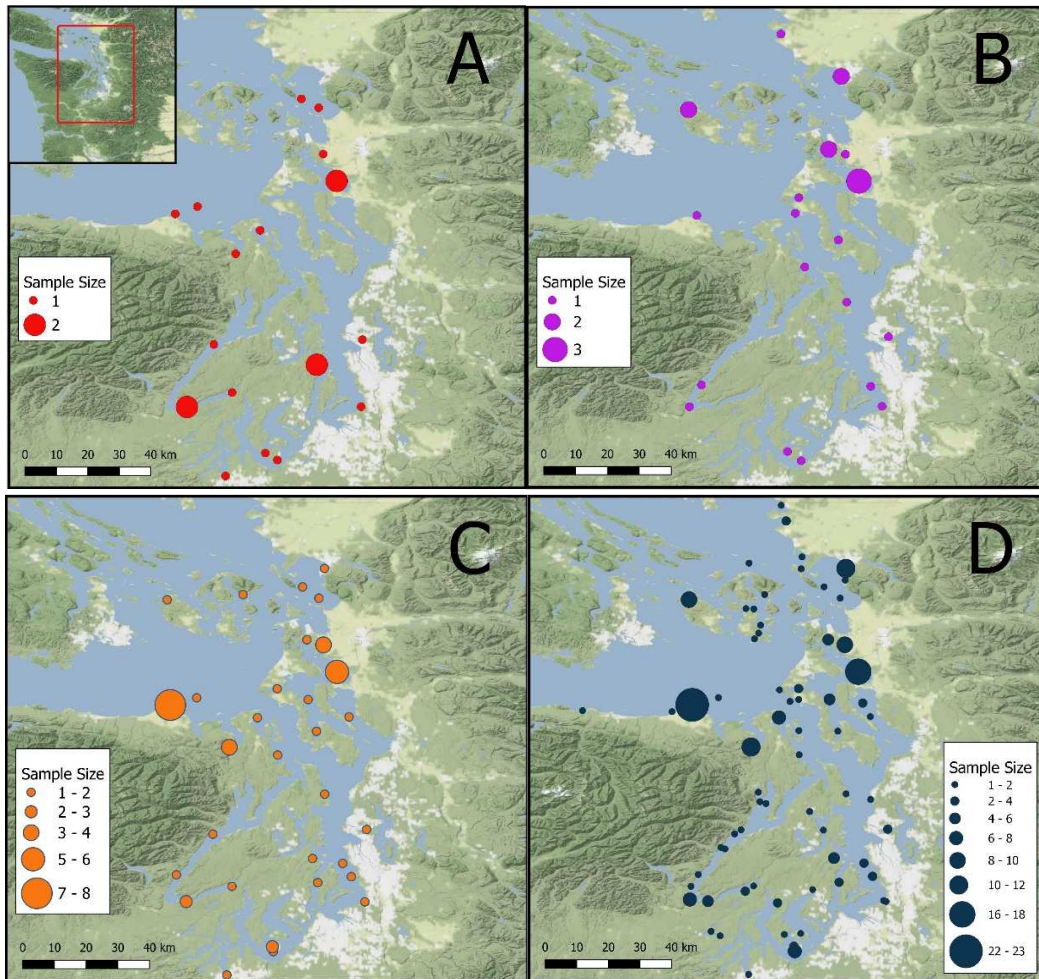 A
Sample Size
1
2
0 10 20 30 40 km
B
Sample Size
1
2
3
0 10 20 30 40 km
C
Sample Size
1 - 2
2 - 3
3 - 4
5 - 6
7 - 8
0 10 20 30 40 km
D
Sample Size
1 - 2
2 - 4
4 - 6
6 - 8
8 - 10
10 - 12
16 - 18
22 - 23
0 10 20 30 40 km